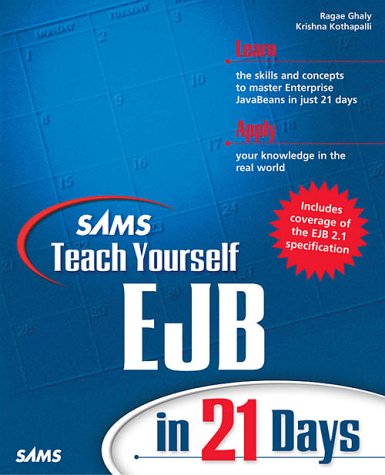 Ragae Ghaly
Krishna Kothapalli
Learn
the skills and concepts
to master Enterprise
JavaBeans in just 21 days
Apply
your knowledge in the
real world
Includes
coverage of
the EJB 2.1
specification
SAMS
Teach Yourself
EJB
in 21 Days
SAMS